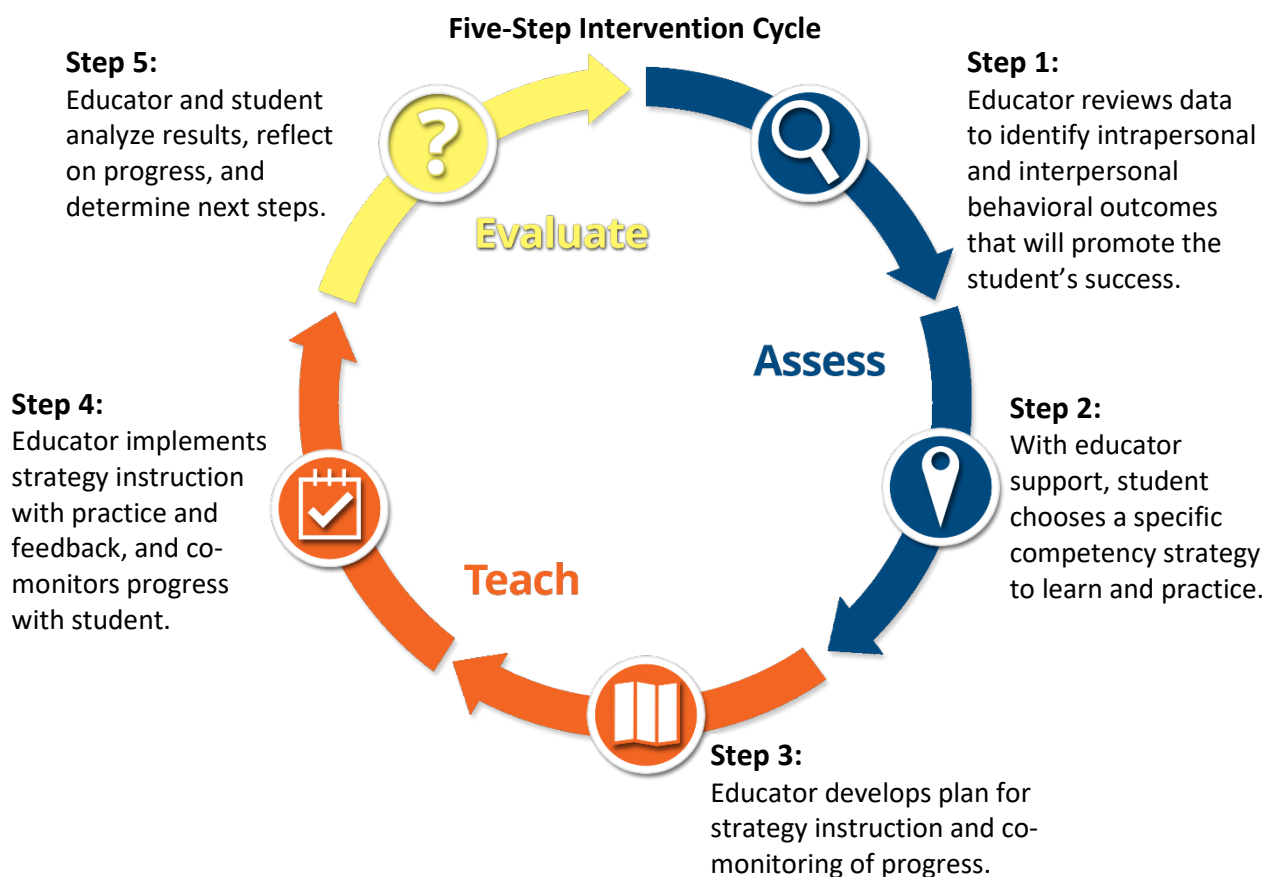 Five-Step Intervention Cycle
Step 1:
Educator reviews data
to identify intrapersonal
and interpersonal
behavioral outcomes
that will promote the
student’s success.
Assess
Step 2:
With educator
support, student
chooses a specific
competency strategy
to learn and practice.
Step 3:
Educator develops plan for
strategy instruction and co-
monitoring of progress.
Teach
Step 4:
Educator implements
strategy instruction
with practice and
feedback, and co-
monitors progress
with student.
Step 5:
Educator and student
analyze results, reflect
on progress, and
determine next steps.
?
Evaluate